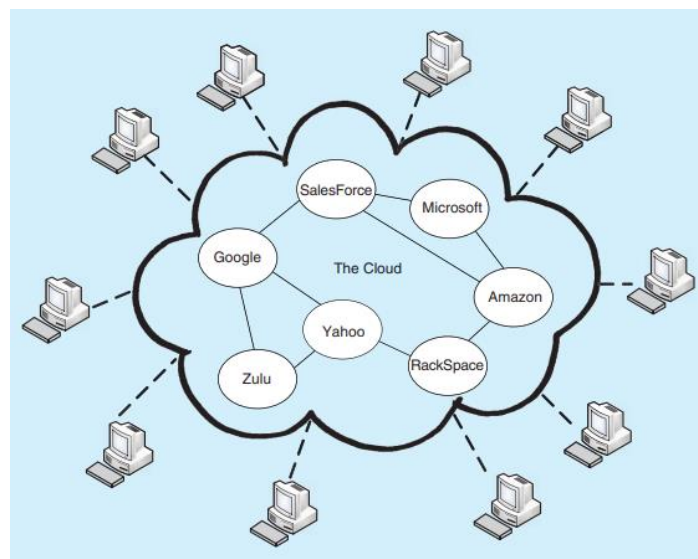 SalesForce
Microsoft
Google
The Cloud
Amazon
Yahoo
RackSpace
Zulu